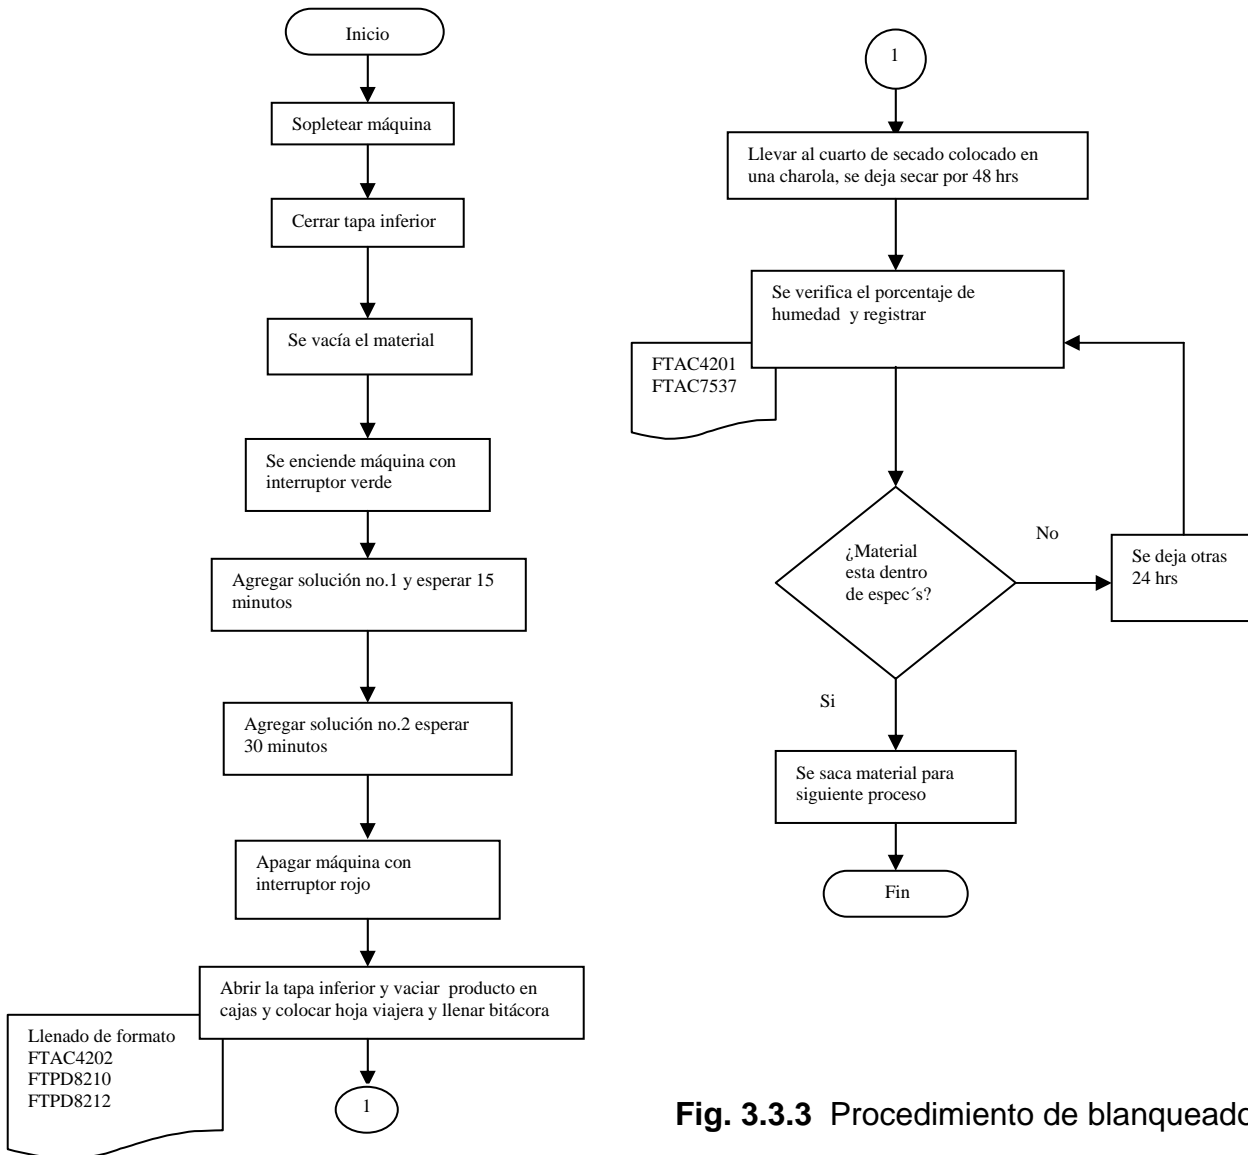 Inicio
Sopletear máquina
Cerrar tapa inferior
Se vacía el material
Se enciende máquina con
interruptor verde
Agregar solución no.1 y esperar 15
minutos
Agregar solución no.2 esperar
30 minutos
Apagar máquina con
interruptor rojo
Abrir la tapa inferior y vaciar  producto en
cajas y colocar hoja viajera y llenar bitácora
Llenado de formato
FTAC4202
FTPD8210
FTPD8212
1
1
Llevar al cuarto de secado colocado en
una charola, se deja secar por 48 hrs
Se verifica el porcentaje de
humedad  y registrar
FTAC4201
FTAC7537
¿Material
esta dentro
de espec´s?
No
Se deja otras
24 hrs
Si
Se saca material para
siguiente proceso
Fin
Fig. 3.3.3  Procedimiento de blanqueado